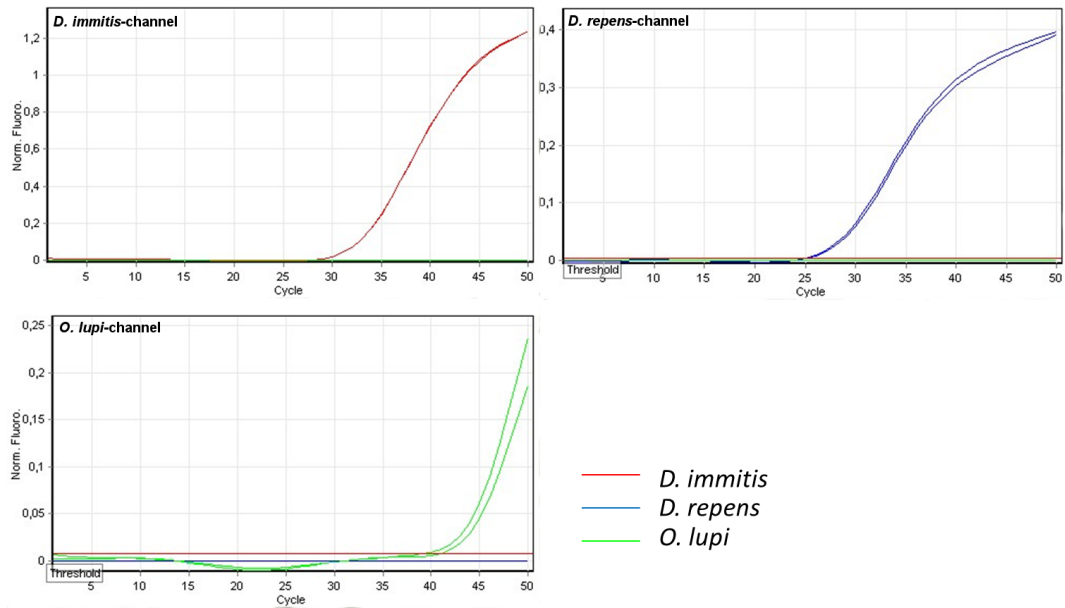 D. immitis-channel
Norm. Fluoro.
1,2
1
0,8
0,6
0,4
0,2
0
5 10 15 20 25 30 35 40 45 50
Cycle
D. repens-channel
0,4
0,3
0,2
0,1
0
Threshold
5 10 15 20 25 30 35 40 45 50
Cycle
O. lupi-channel
Norm. Fluoro.
0,25
0,2
0,15
0,1
0,05
0
Threshold
5 10 15 20 25 30 35 40 45 50
Cycle
D. immitis
D. repens
O. lupi